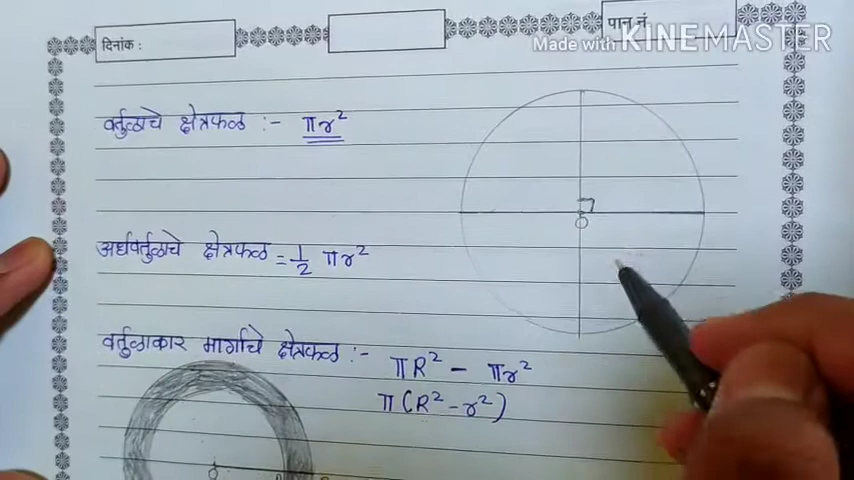 दिनांक :
पान नं.
Made with KINEMASTER
वर्तुळाचे क्षेत्रफळ :- πr²
O
अर्धवर्तुळाचे क्षेत्रफळ = 1/2 πr²
वर्तुळाकार मार्गाचे क्षेत्रफळ :- πR² - πr²
π(R² - r²)
O